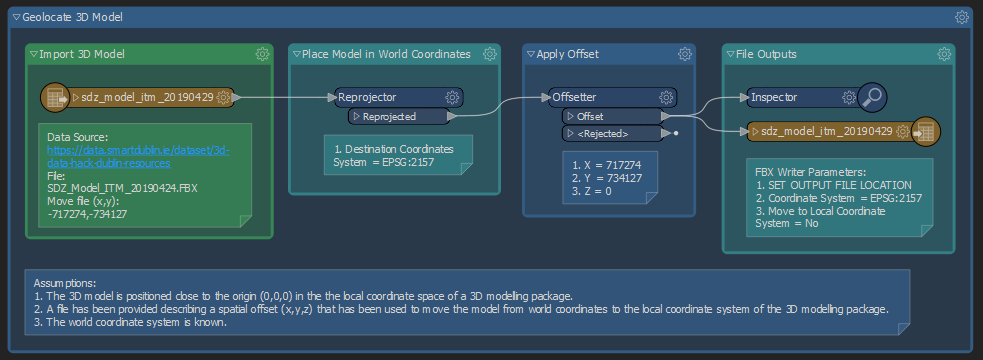 Geolocate 3D Model
Import 3D Model
sdz_model_itm_20190429
Data Source:
https://data.smartdublin.ie/dataset/3d-
data-hack-dublin-resources
File:
SDZ_Model_ITM_20190424.FBX
Move file (x,y):
-717274,-734127
Place Model in World Coordinates
Reprojector
Reprojected
1. Destination Coordinates
System = EPSG:2157
Apply Offset
Offsetter
Offset
<Rejected>
1. X = 717274
2. Y = 734127
3. Z = 0
File Outputs
Inspector
sdz_model_itm_20190429
FBX Writer Parameters:
1. SET OUTPUT FILE LOCATION
2. Coordinate System = EPSG:2157
3. Move to Local Coordinate
System = No
Assumptions:
1. The 3D model is positioned close to the origin (0,0,0) in the the local coordinate space of a 3D modelling package.
2. A file has been provided describing a spatial offset (x,y,z) that has been used to move the model from world coordinates to the local coordinate system of the 3D modelling package.
3. The world coordinate system is known.